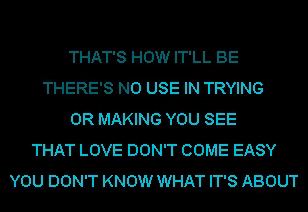 THAT'S HOW IT'LL BE
THERE'S NO USE IN TRYING
OR MAKING YOU SEE
THAT LOVE DON'T COME EASY
YOU DON'T KNOW WHAT IT'S ABOUT